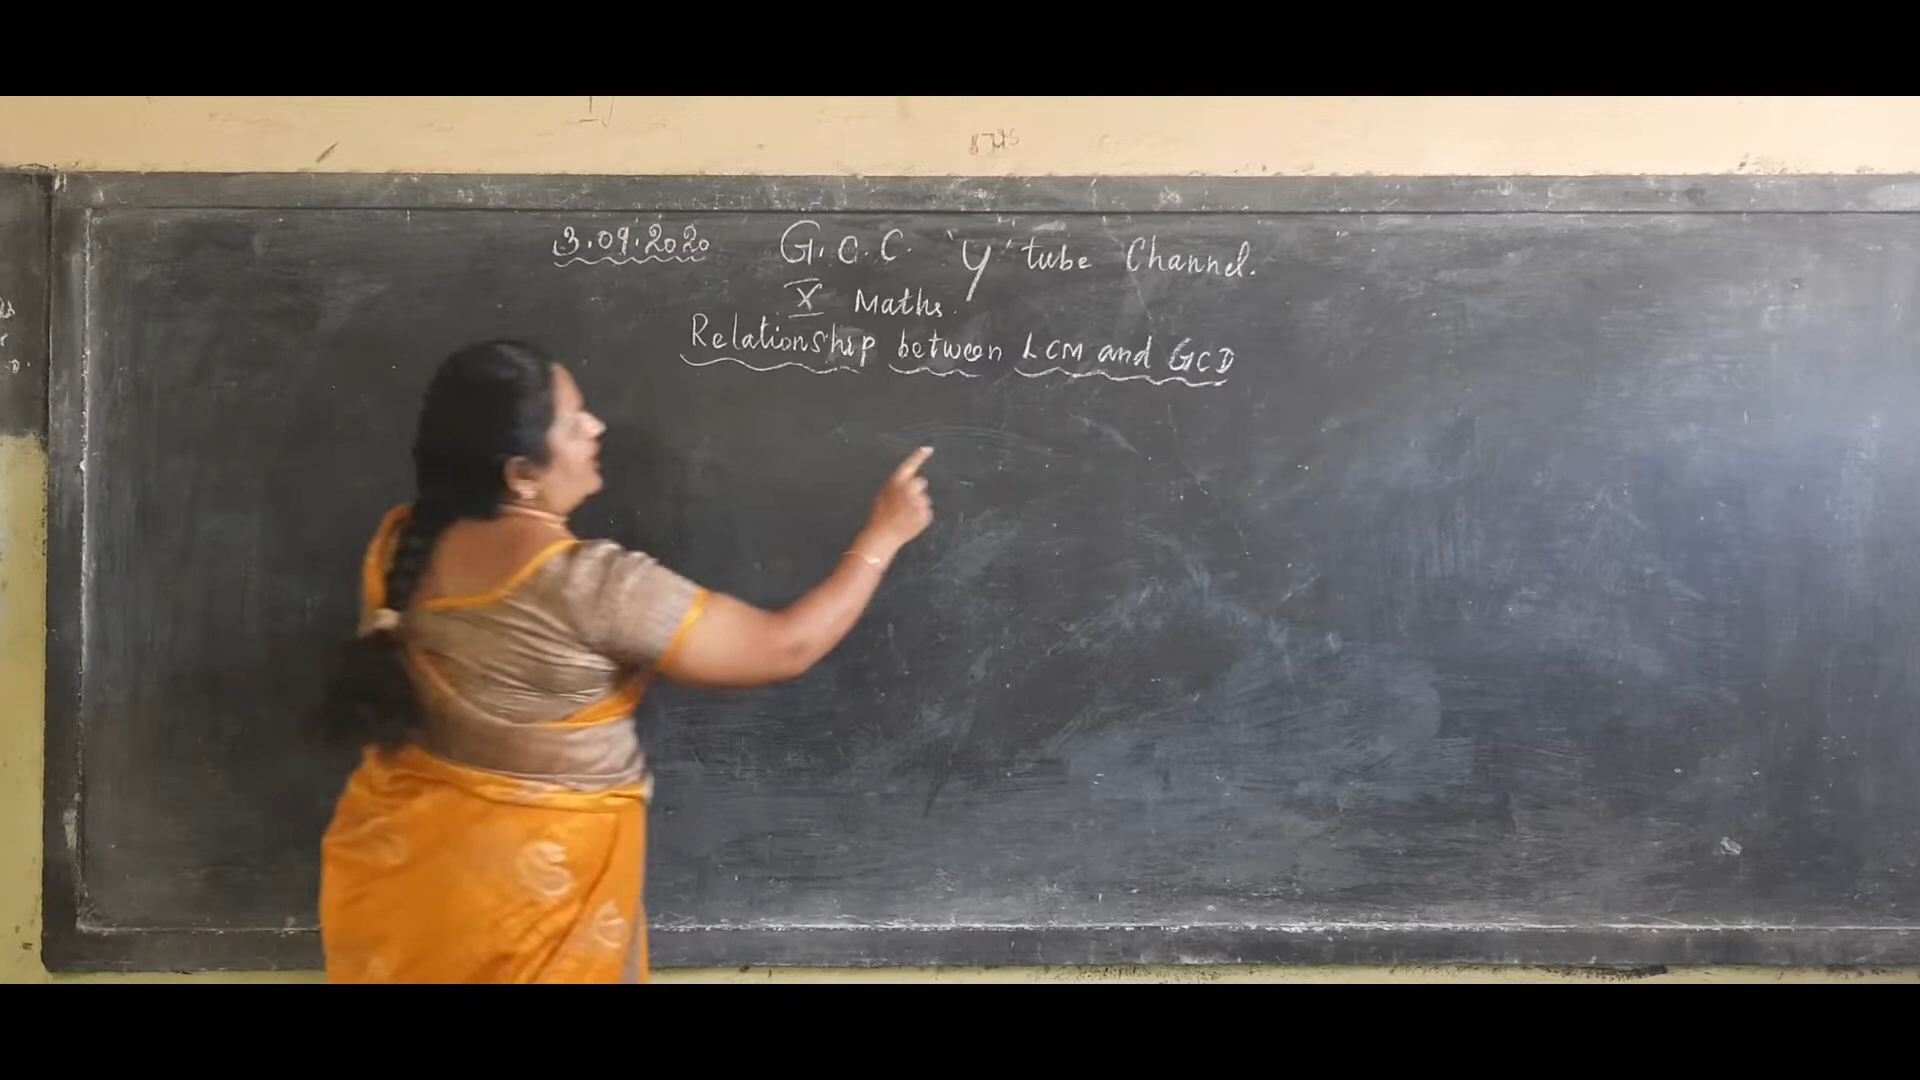 3.09.2020 G.O.C. 'Y' tube Channel.
X Maths.
Relationship between LCM and GCD